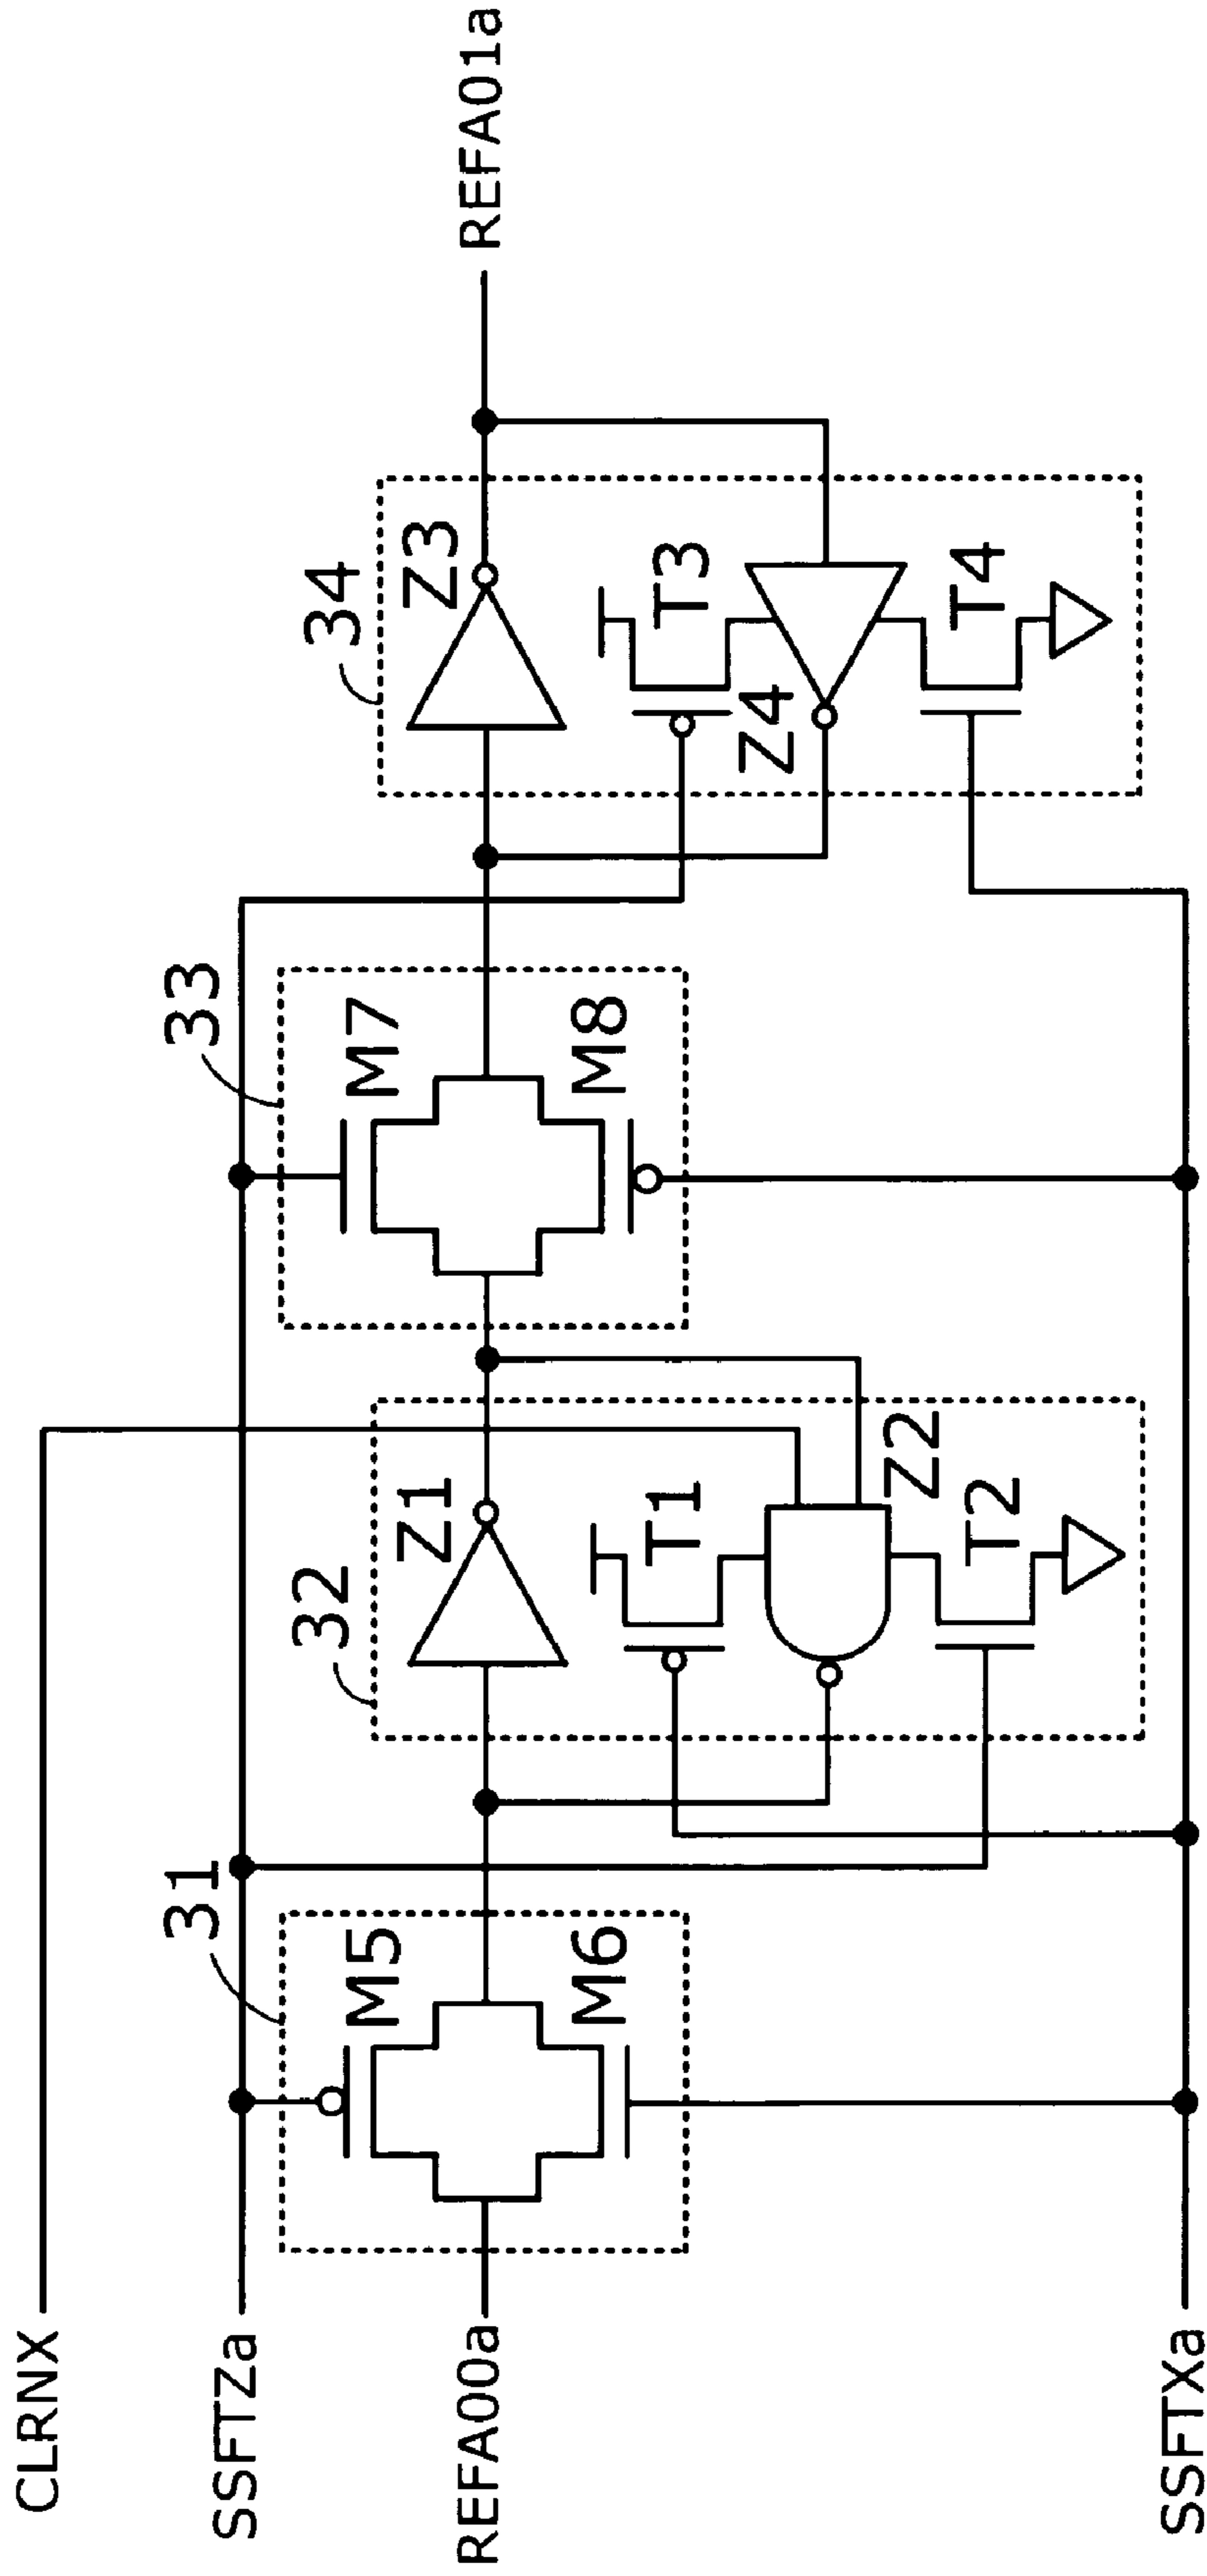 CLRNX
SSFTZa
REFA00a
SSFTXa
31
M5
M6
32
Z1
T1
Z2
T2
33
M7
M8
34
Z3
T3
Z4
T4
REFA01a